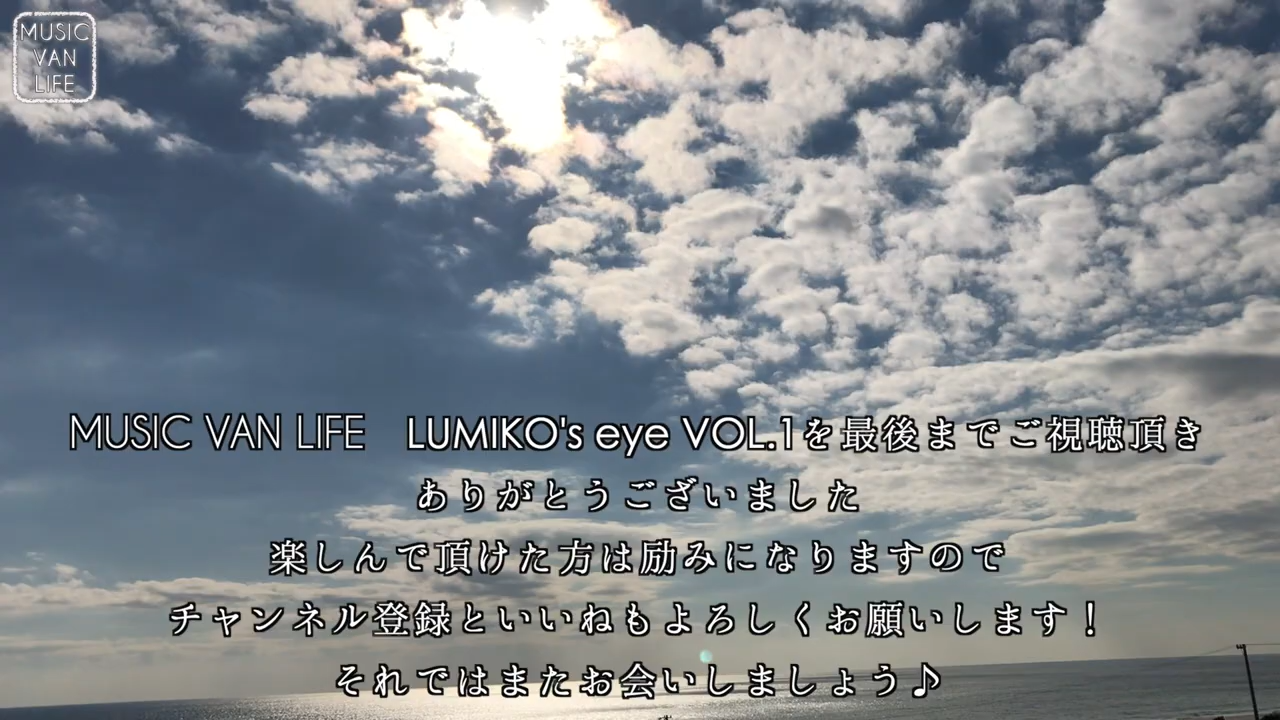 MUSIC
VAN
LIFE
MUSIC VAN LIFE　LUMIKO's eye VOL.1を最後までご視聴頂き
ありがとうございました
楽しんで頂けた方は励みになりますので
チャンネル登録といいねもよろしくお願いします！
それではまたお会いしましょう♪